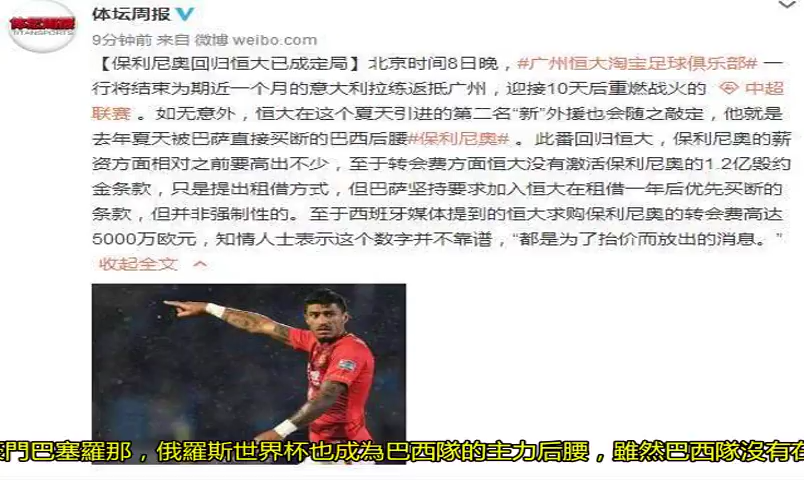 体坛周报
TITANSPORTS
体坛周报
9分钟前 来自 微博 weibo.com
【保利尼奥回归恒大已成定局】北京时间8日晚，#广州恒大淘宝足球俱乐部# 一
行将结束为期近一个月的意大利拉练返抵广州，迎接10天后重燃战火的 中超
联赛 。如无意外，恒大在这个夏天引进的第二名“新”外援也会随之敲定，他就是
去年夏天被巴萨直接买断的巴西后腰#保利尼奥# 。此番回归恒大，保利尼奥的薪
资方面相对之前要高出不少，至于转会费方面恒大没有激活保利尼奥的1.2亿毁约
金条款，只是提出租借方式，但巴萨坚持要求加入恒大在租借一年后优先买断的
条款，但并非强制性的。至于西班牙媒体提到的恒大求购保利尼奥的转会费高达
5000万欧元，知情人士表示这个数字并不靠谱，“都是为了抬价而放出的消息。”
收起全文
門巴塞羅那，俄羅斯世界杯也成為巴西隊的主力后腰，雖然巴西隊沒有在